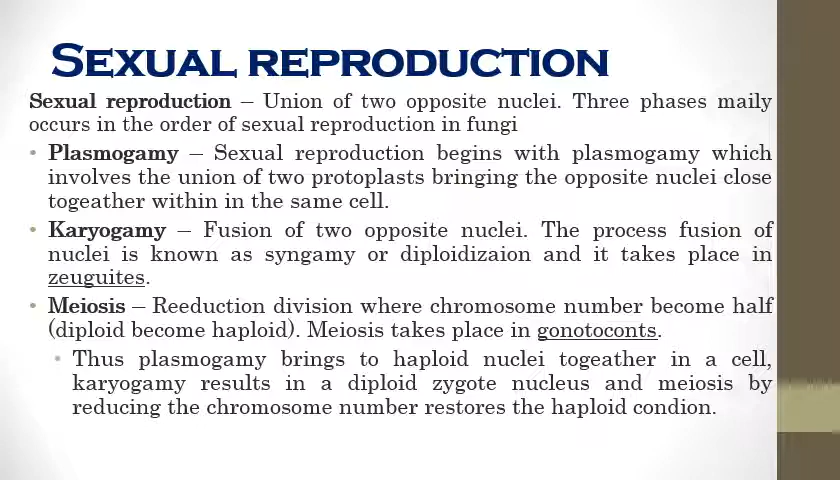 SEXUAL REPRODUCTION
Sexual reproduction – Union of two opposite nuclei. Three phases maily
occurs in the order of sexual reproduction in fungi
• Plasmogamy – Sexual reproduction begins with plasmogamy which
involves the union of two protoplasts bringing the opposite nuclei close
togeather within in the same cell.
• Karyogamy – Fusion of two opposite nuclei. The process fusion of
nuclei is known as syngamy or diploidizaion and it takes place in
zeuguites.
• Meiosis – Reeduction division where chromosome number become half
(diploid become haploid). Meiosis takes place in gonotoconts.
• Thus plasmogamy brings to haploid nuclei togeather in a cell,
karyogamy results in a diploid zygote nucleus and meiosis by
reducing the chromosome number restores the haploid condion.